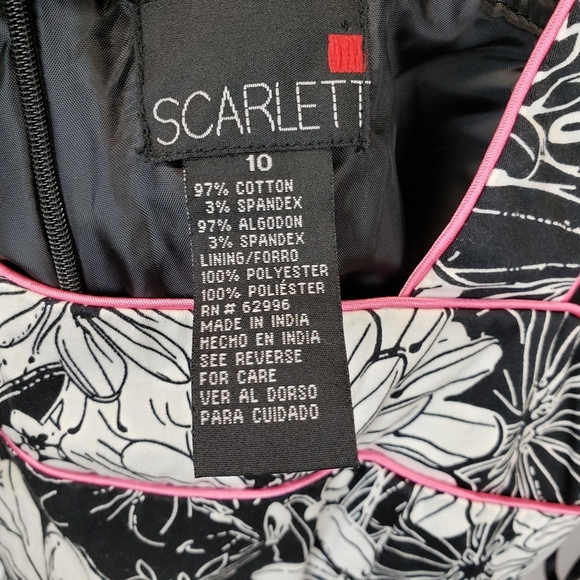 SCARLETT
10
97% COTTON
3% SPANDEX
97% ALGODON
3% SPANDEX
LINING/FORRO
100% POLYESTER
100% POLIÉSTER
RN # 62996
MADE IN INDIA
HECHO EN INDIA
SEE REVERSE
FOR CARE
VER AL DORSO
PARA CUIDADO